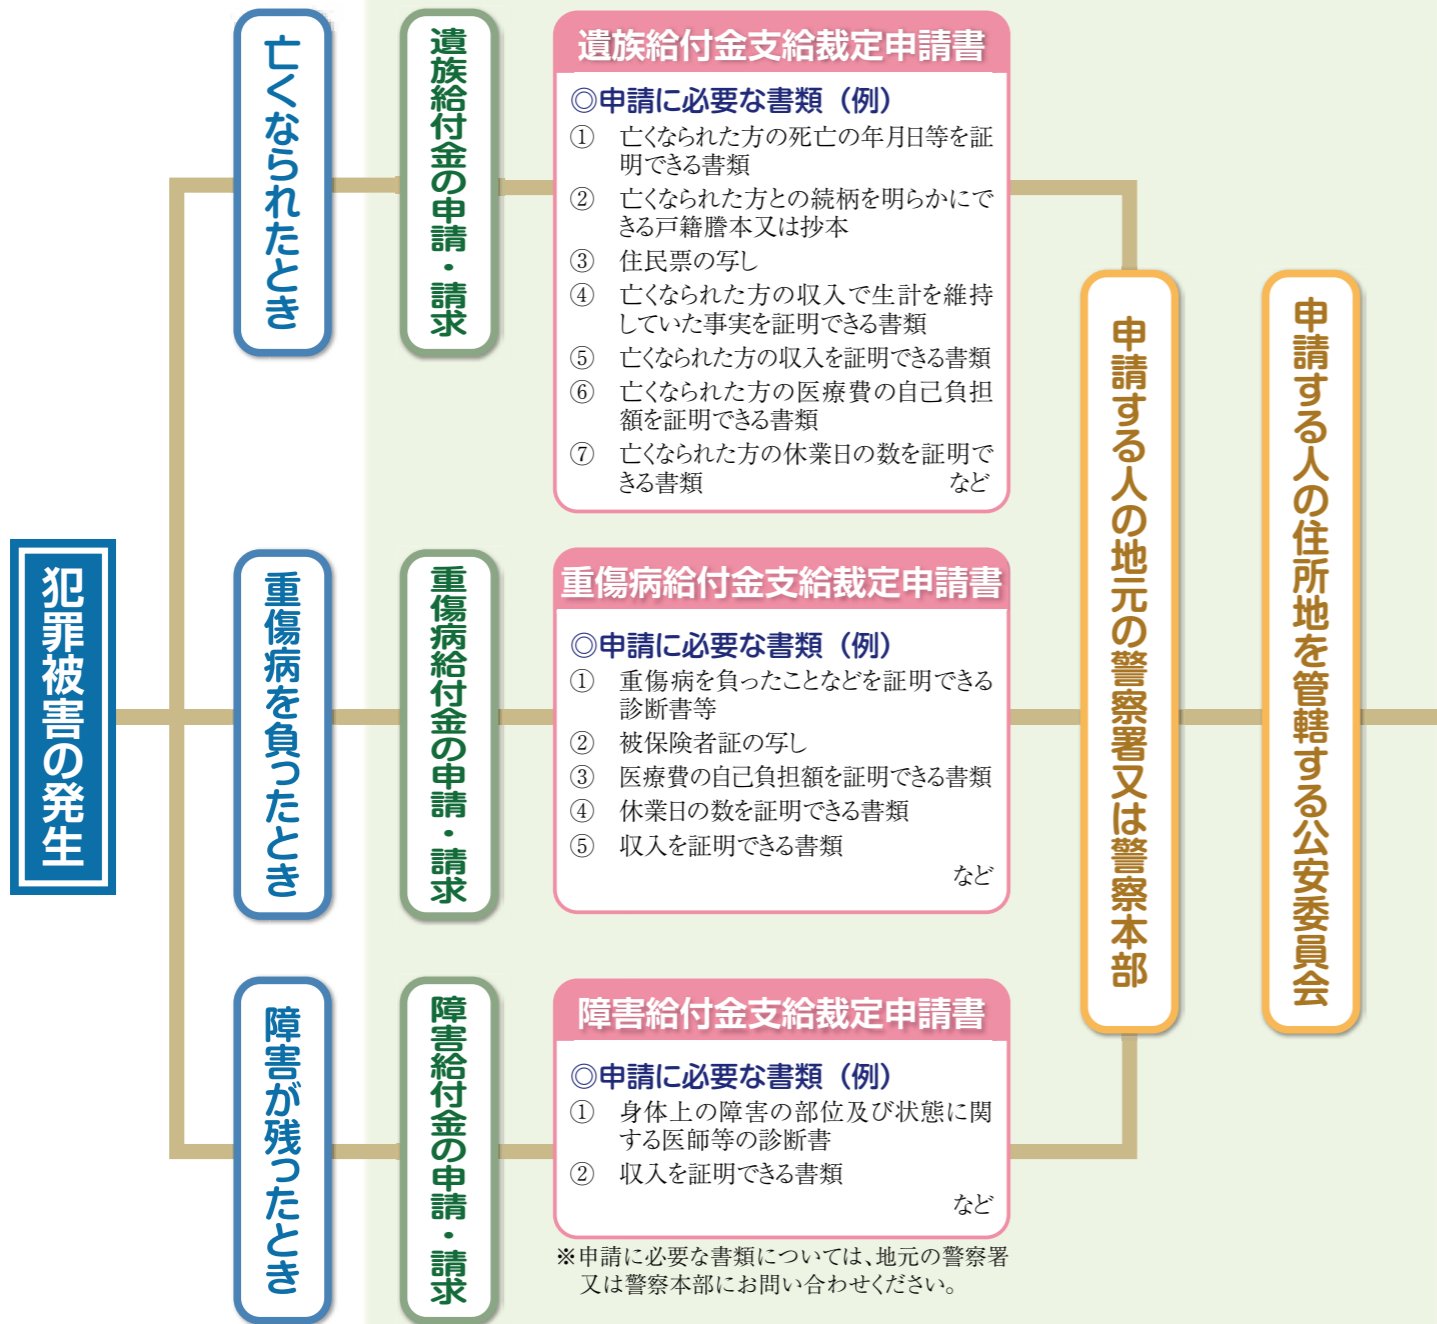 犯罪被害の発生
亡くなられたとき
遺族給付金の申請・請求
遺族給付金支給裁定申請書
◎申請に必要な書類（例）
① 亡くなられた方の死亡の年月日等を証
明できる書類
② 亡くなられた方との続柄を明らかにで
きる戸籍謄本又は抄本
③ 住民票の写し
④ 亡くなられた方の収入で生計を維持
していた事実を証明できる書類
⑤ 亡くなられた方の収入を証明できる書類
⑥ 亡くなられた方の医療費の自己負担
額を証明できる書類
⑦ 亡くなられた方の休業日の数を証明で
きる書類 など
重傷病を負ったとき
重傷病給付金の申請・請求
重傷病給付金支給裁定申請書
◎申請に必要な書類（例）
① 重傷病を負ったことなどを証明できる
診断書等
② 被保険者証の写し
③ 医療費の自己負担額を証明できる書類
④ 休業日の数を証明できる書類
⑤ 収入を証明できる書類
など
障害が残ったとき
障害給付金の申請・請求
障害給付金支給裁定申請書
◎申請に必要な書類（例）
① 身体上の障害の部位及び状態に関
する医師等の診断書
② 収入を証明できる書類
など
※申請に必要な書類については、地元の警察署
又は警察本部にお問い合わせください。
申請する人の地元の警察署又は警察本部
申請する人の住所地を管轄する公安委員会